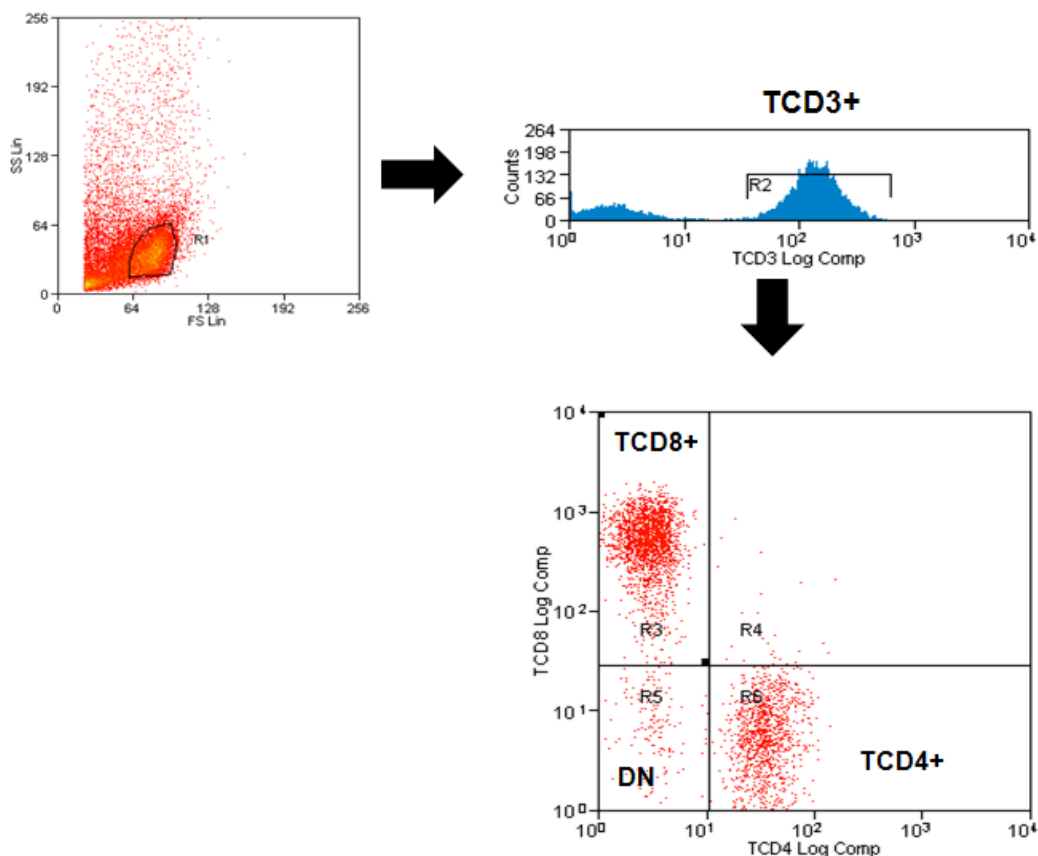 256
192
128
64
0
SS Lin
R1
0 64 128 192 256
FS Lin
TCD3+
264
198
132
66
0
Counts
R2
10⁰ 10¹ 10² 10³ 10⁴
TCD3 Log Comp
10⁴
10³
10²
10¹
10⁰
TCD8 Log Comp
TCD8+
R3 R4
R5 R6
DN TCD4+
10⁰ 10¹ 10² 10³ 10⁴
TCD4 Log Comp